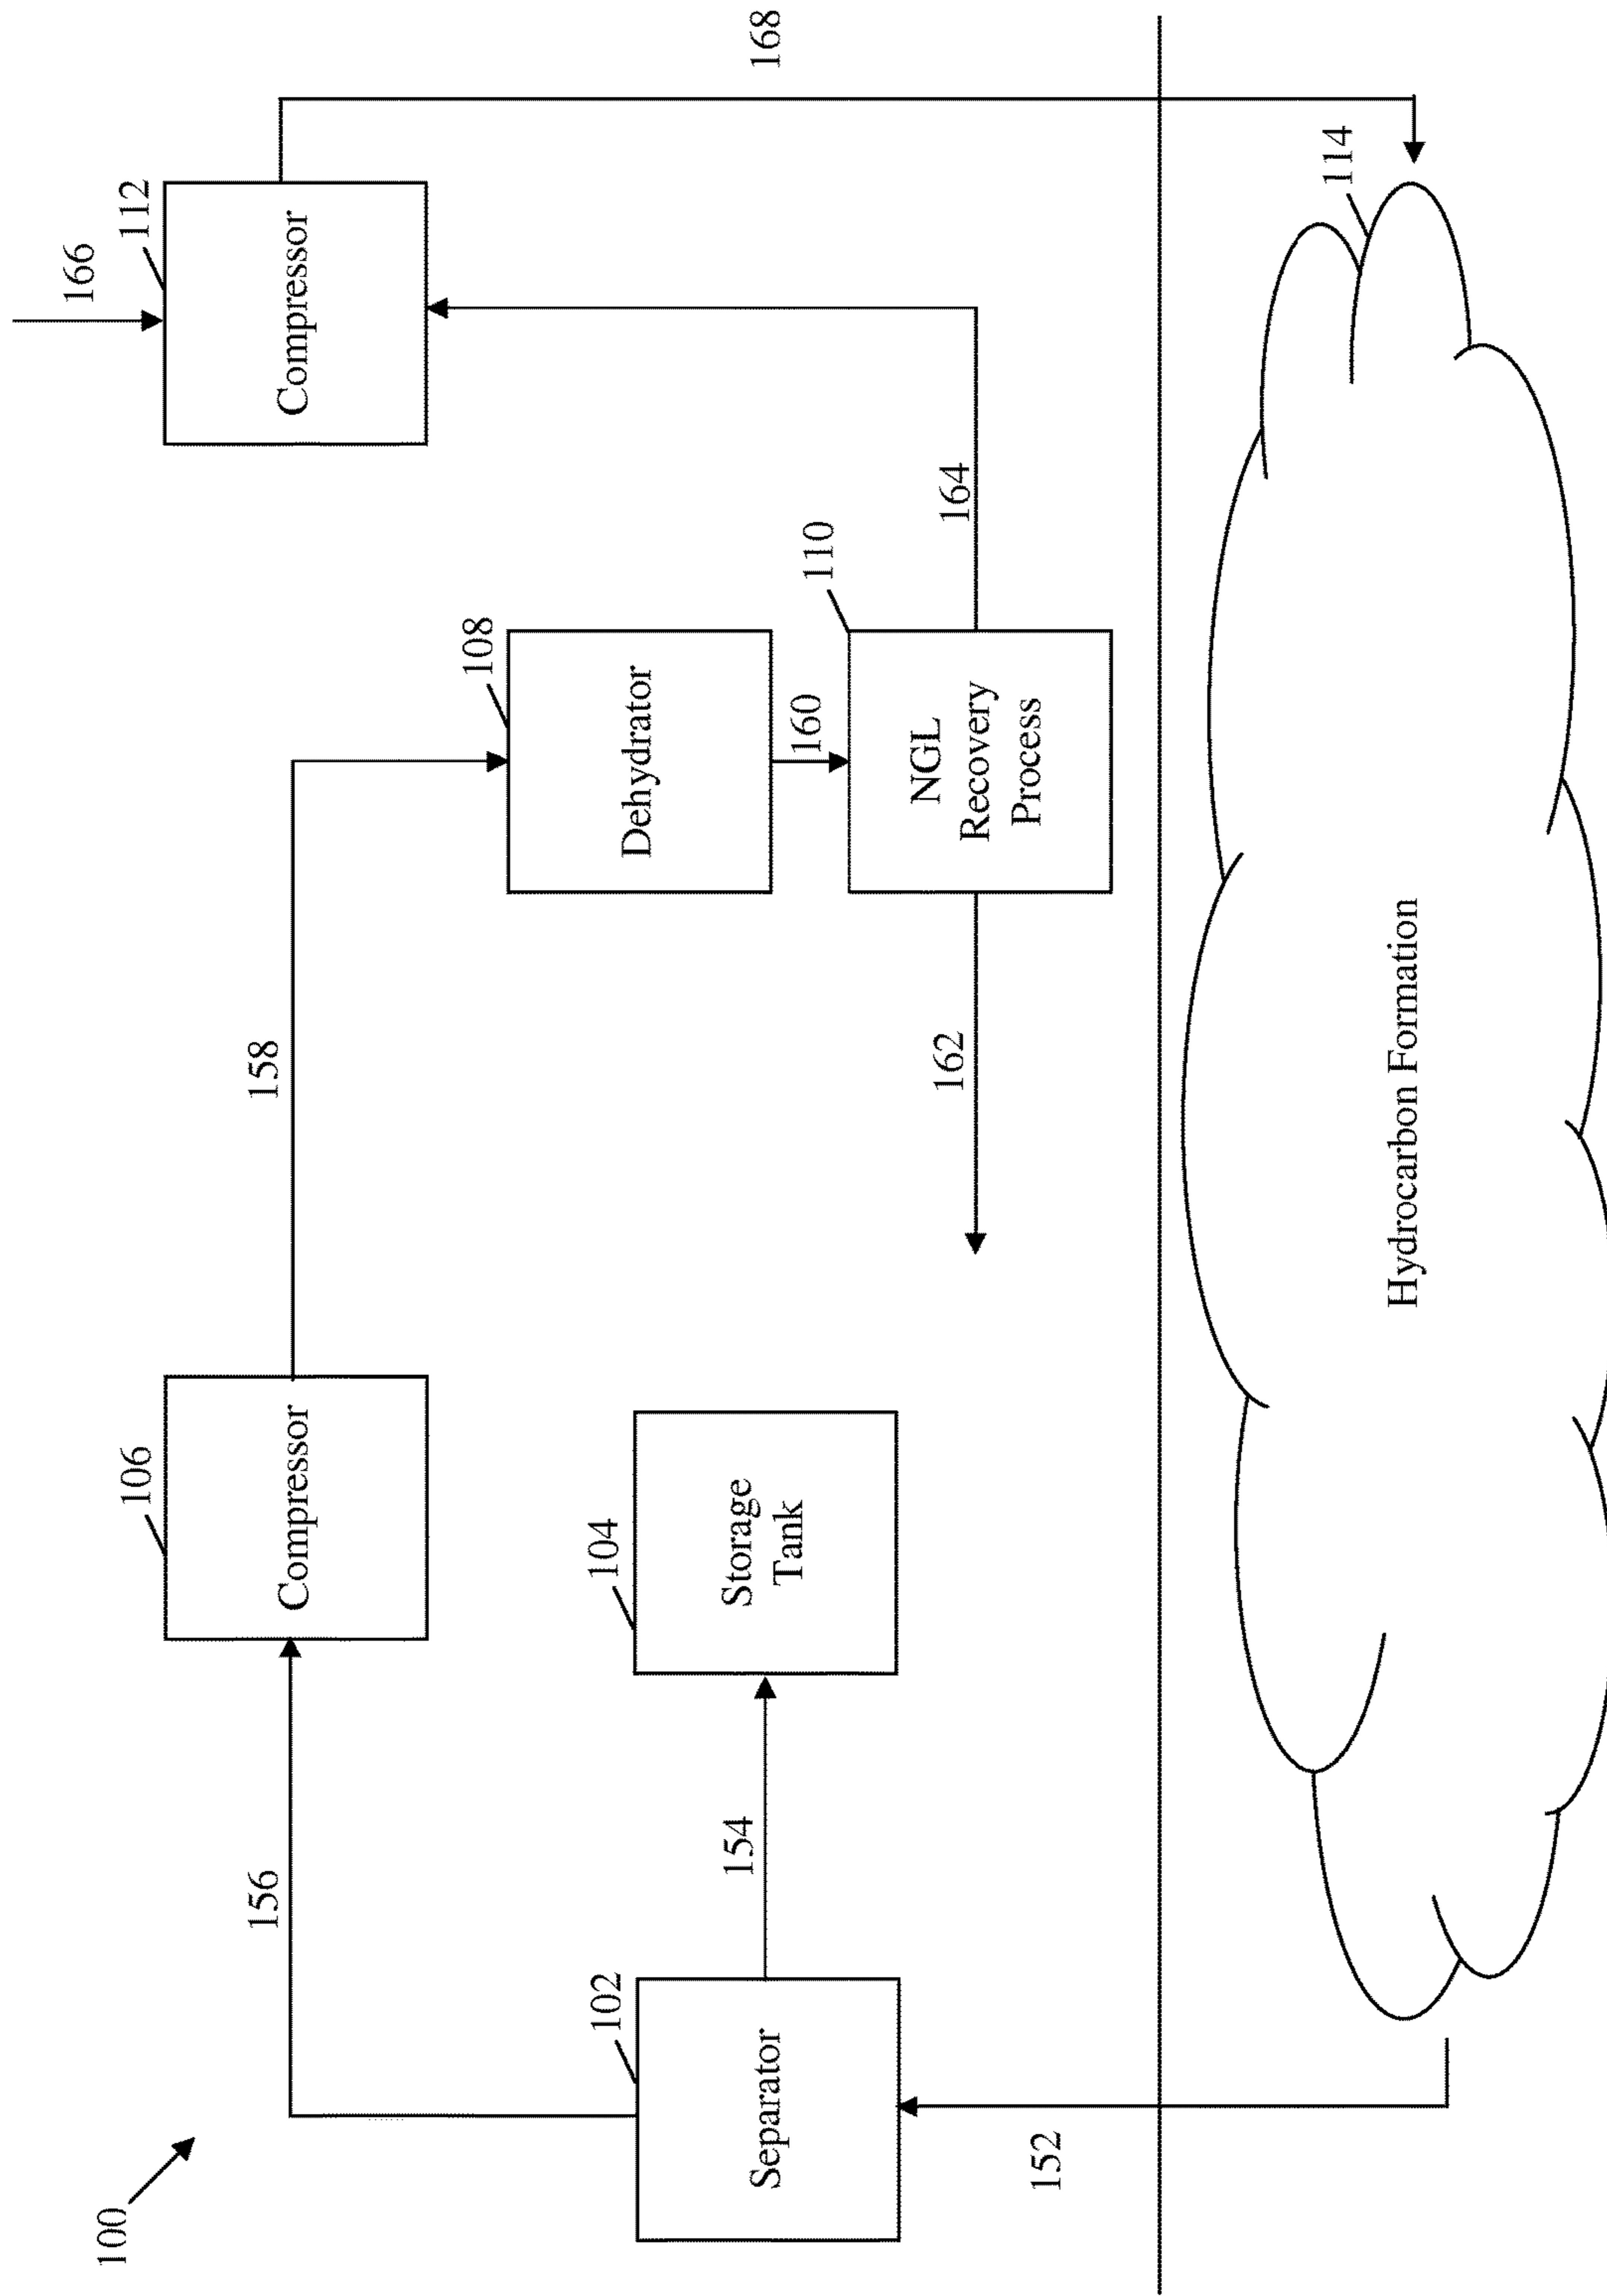 100
166
168
112
Compressor
106
Compressor
156
158
108
Dehydrator
160
110
NGL
Recovery
Process
164
162
104
Storage
Tank
154
102
Separator
152
114
Hydrocarbon Formation